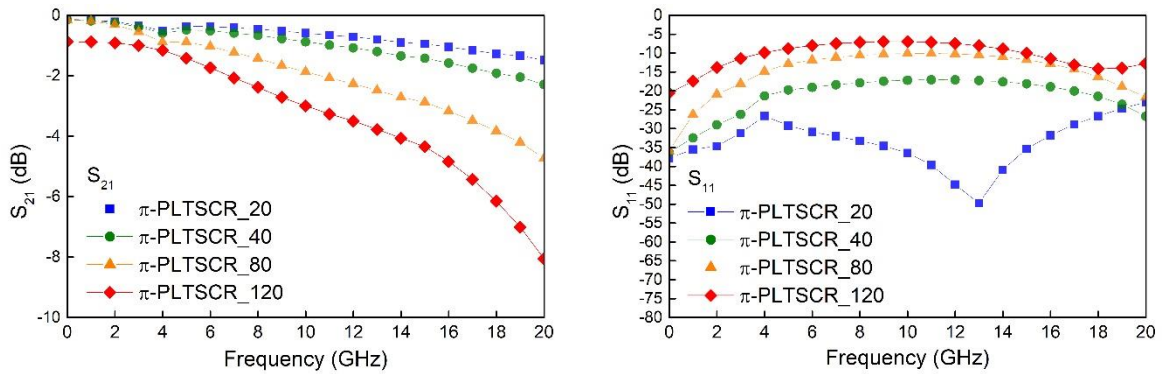 0
-2
-4
-6
-8
-10
S21 (dB)
S21
π-PLTSCR_20
π-PLTSCR_40
π-PLTSCR_80
π-PLTSCR_120
0 2 4 6 8 10 12 14 16 18 20
Frequency (GHz)
0
-5
-10
-15
-20
-25
-30
-35
-40
-45
-50
-55
-60
-65
-70
-75
-80
S11 (dB)
S11
π-PLTSCR_20
π-PLTSCR_40
π-PLTSCR_80
π-PLTSCR_120
0 2 4 6 8 10 12 14 16 18 20
Frequency (GHz)